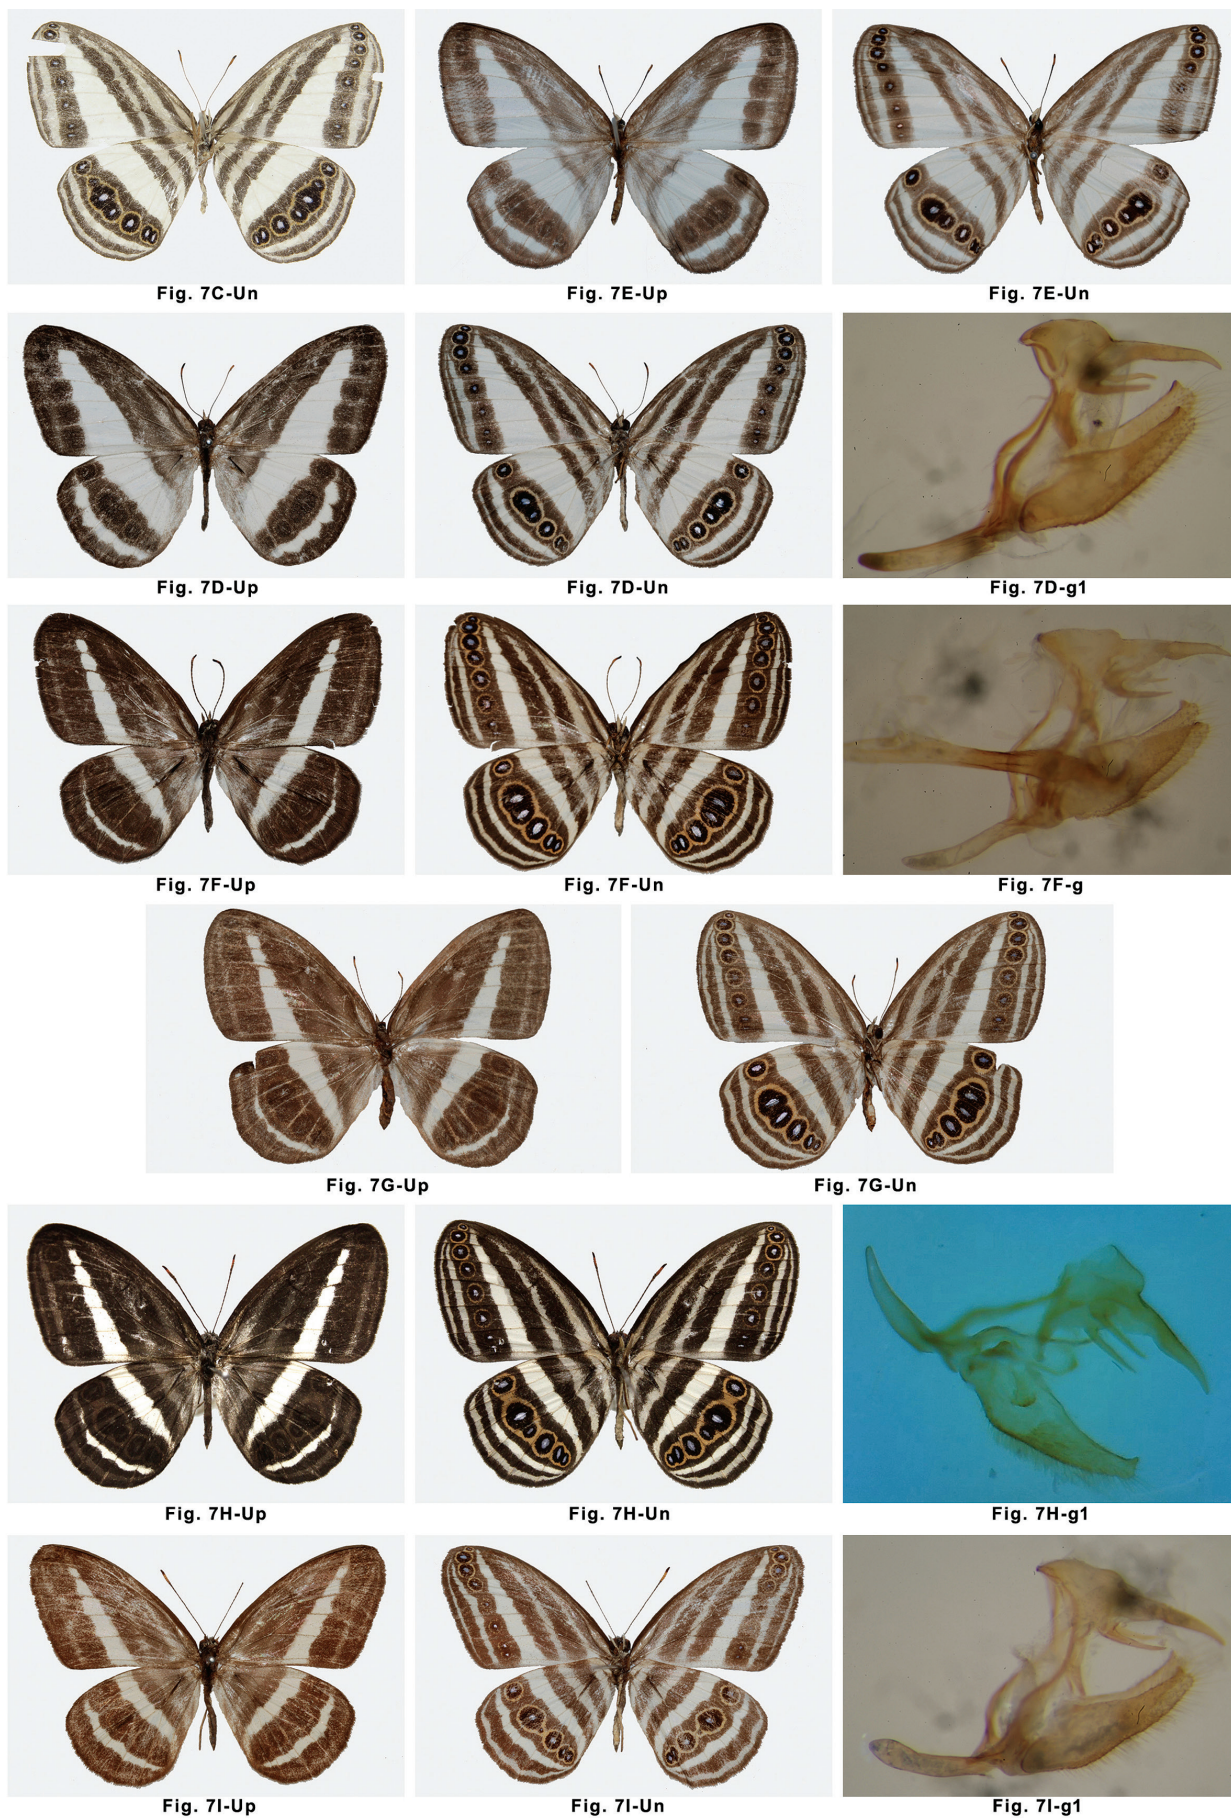 Fig. 7C-Un
Fig. 7E-Up
Fig. 7E-Un
Fig. 7D-Up
Fig. 7D-Un
Fig. 7D-g1
Fig. 7F-Up
Fig. 7F-Un
Fig. 7F-g
Fig. 7G-Up
Fig. 7G-Un
Fig. 7H-Up
Fig. 7H-Un
Fig. 7H-g1
Fig. 7I-Up
Fig. 7I-Un
Fig. 7I-g1